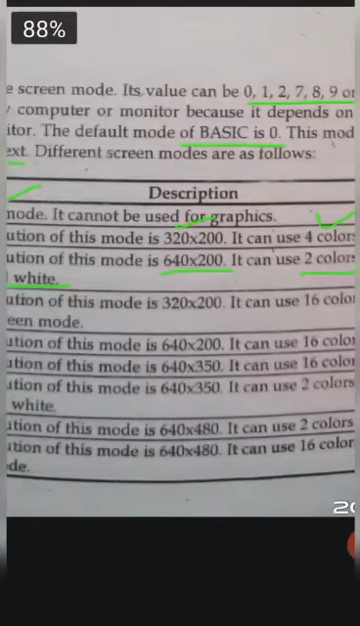 88%
e screen mode. Its value can be 0, 1, 2, 7, 8, 9 or
computer or monitor because it depends on
itor. The default mode of BASIC is 0. This mod
ext. Different screen modes are as follows:
Description
node. It cannot be used for graphics.
ution of this mode is 320x200. It can use 4 colors
ution of this mode is 640x200. It can use 2 colors
white.
ution of this mode is 320x200. It can use 16 color
een mode.
ution of this mode is 640x200. It can use 16 color
ution of this mode is 640x350. It can use 16 color
ution of this mode is 640x350. It can use 2 colors
white.
ution of this mode is 640x480. It can use 2 colors
ution of this mode is 640x480. It can use 16 color
de.
20